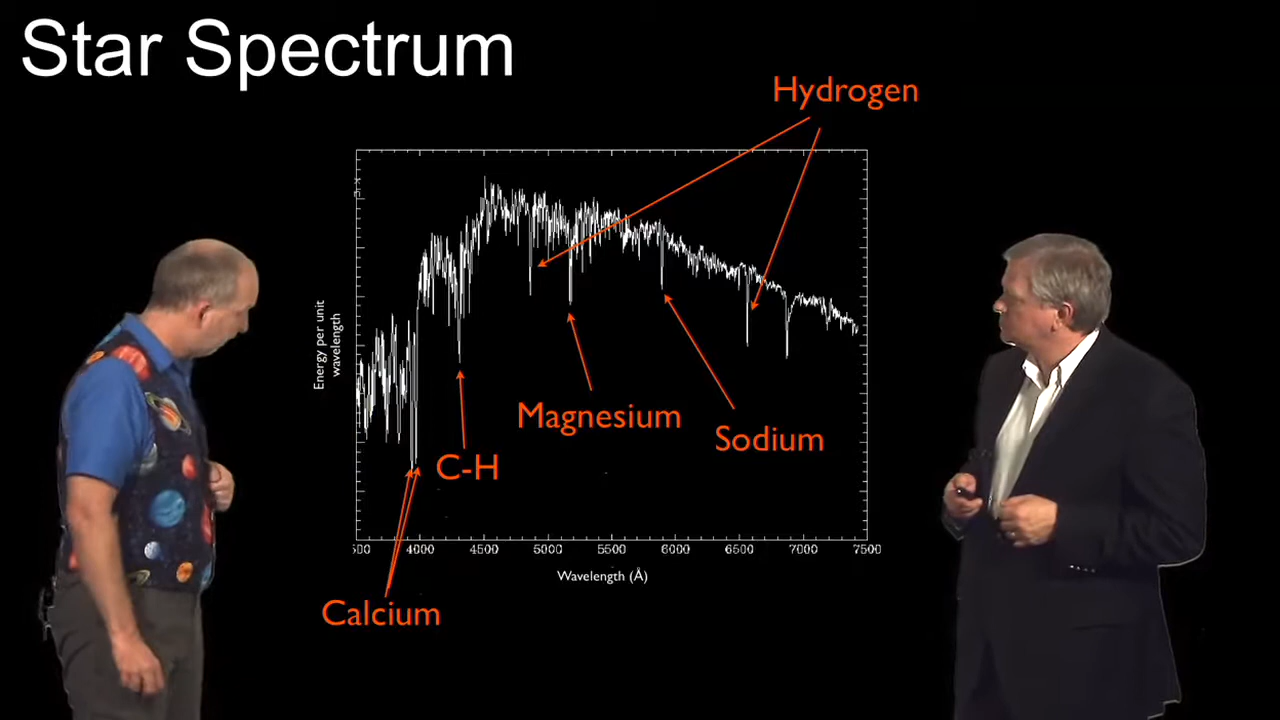 Star Spectrum
Hydrogen
Energy per unit
wavelength
Magnesium
Sodium
C-H
4000 4500 5000 5500 6000 6500 7000 7500
Wavelength (Å)
Calcium